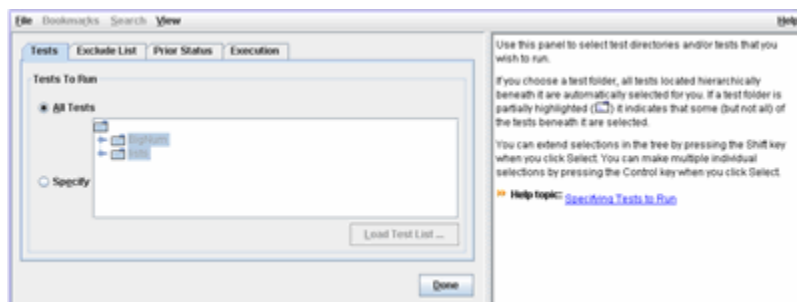 File Bookmarks Search View Help
Tests Exclude List Prior Status Execution
Tests To Run
All Tests
BigNum
lists
Specify
Load Test List ...
Done
Use this panel to select test directories and/or tests that you
wish to run.
If you choose a test folder, all tests located hierarchically
beneath it are automatically selected for you. If a test folder is
partially highlighted ( ) it indicates that some (but not all) of
the tests beneath it are selected.
You can extend selections in the tree by pressing the Shift key
when you click Select. You can make multiple individual
selections by pressing the Control key when you click Select.
Help topic: Specifying Tests to Run